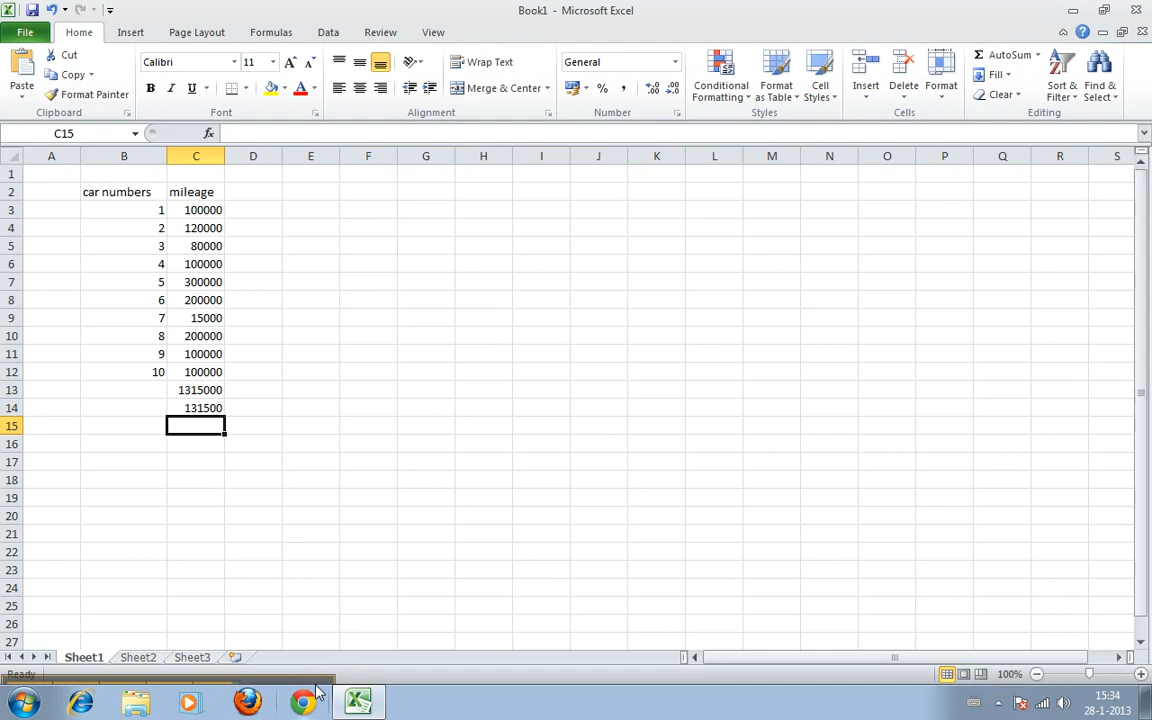 Book1 - Microsoft Excel
File Home Insert Page Layout Formulas Data Review View
Paste Cut Copy Format Painter Clipboard
Calibri 11 A A B I U A Font
Wrap Text Merge & Center Alignment
General % , Number
Conditional Formatting Format as Table Cell Styles Styles
Insert Delete Format Cells
AutoSum Fill Clear Sort & Filter Find & Select Editing
C15 fx
A B C D E F G H I J K L M N O P Q R S
1
2 car numbers mileage
3 1 100000
4 2 120000
5 3 80000
6 4 100000
7 5 300000
8 6 200000
9 7 15000
10 8 200000
11 9 100000
12 10 100000
13 1315000
14 131500
15
16
17
18
19
20
21
22
23
24
25
26
27
Sheet1 Sheet2 Sheet3
Ready 100%
15:34
28-1-2013